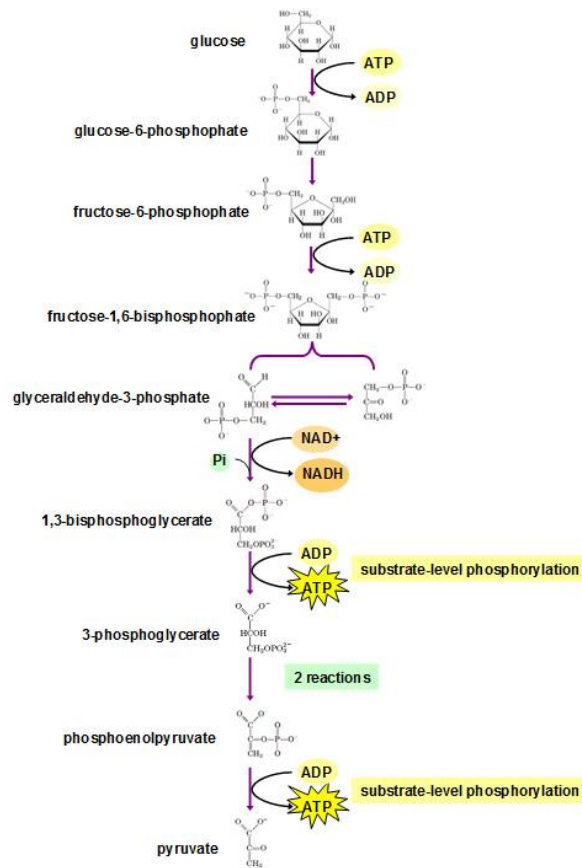 glucose
ATP
ADP
glucose-6-phosphophate
fructose-6-phosphophate
ATP
ADP
fructose-1,6-bisphosphophate
glyceraldehyde-3-phosphate
NAD+
Pi
NADH
1,3-bisphosphoglycerate
ADP
ATP
substrate-level phosphorylation
3-phosphoglycerate
2 reactions
phosphoenolpyruvate
ADP
ATP
substrate-level phosphorylation
pyruvate